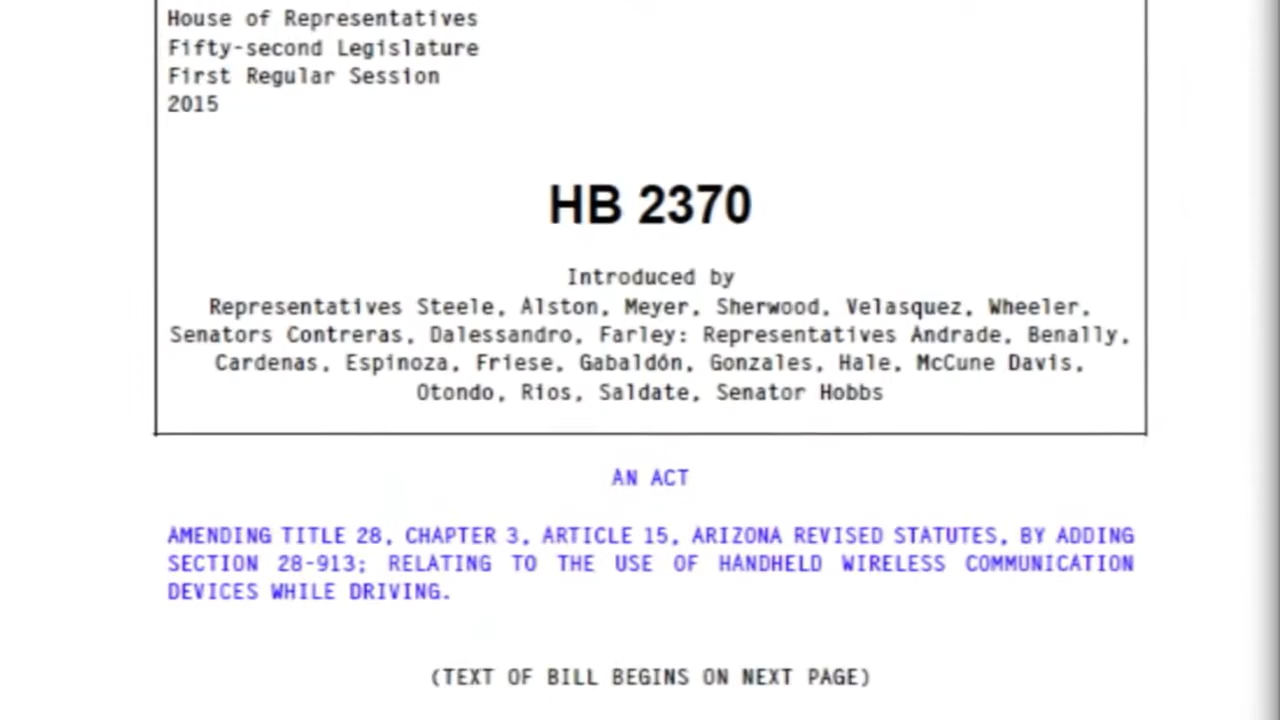 House of Representatives
Fifty-second Legislature
First Regular Session
2015
HB 2370
Introduced by
Representatives Steele, Alston, Meyer, Sherwood, Velasquez, Wheeler,
Senators Contreras, Dalessandro, Farley: Representatives Andrade, Benally,
Cardenas, Espinoza, Friese, Gabaldón, Gonzales, Hale, McCune Davis,
Otondo, Rios, Saldate, Senator Hobbs
AN ACT
AMENDING TITLE 28, CHAPTER 3, ARTICLE 15, ARIZONA REVISED STATUTES, BY ADDING
SECTION 28-913; RELATING TO THE USE OF HANDHELD WIRELESS COMMUNICATION
DEVICES WHILE DRIVING.
(TEXT OF BILL BEGINS ON NEXT PAGE)